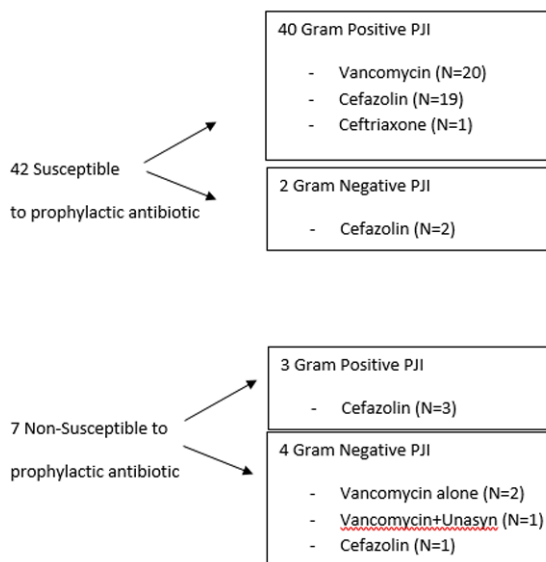 40 Gram Positive PJI
- Vancomycin (N=20)
- Cefazolin (N=19)
- Ceftriaxone (N=1)
42 Susceptible
to prophylactic antibiotic
2 Gram Negative PJI
- Cefazolin (N=2)
3 Gram Positive PJI
- Cefazolin (N=3)
7 Non-Susceptible to
prophylactic antibiotic
4 Gram Negative PJI
- Vancomycin alone (N=2)
- Vancomycin+Unasyn (N=1)
- Cefazolin (N=1)